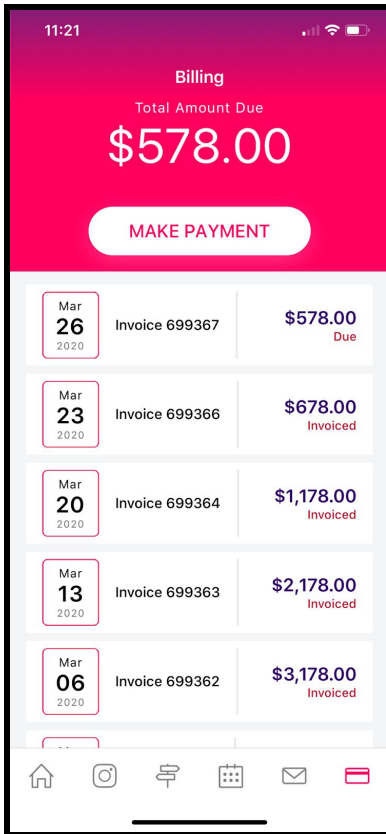 11:21
Billing
Total Amount Due
$578.00
MAKE PAYMENT
Mar
26
2020
Invoice 699367
$578.00
Due
Mar
23
2020
Invoice 699366
$678.00
Invoiced
Mar
20
2020
Invoice 699364
$1,178.00
Invoiced
Mar
13
2020
Invoice 699363
$2,178.00
Invoiced
Mar
06
2020
Invoice 699362
$3,178.00
Invoiced